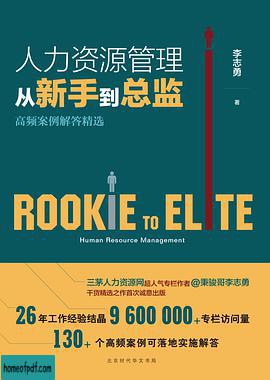 人力资源管理
从新手到总监
高频案例解答精选
李志勇
著
ROOKIE TO ELITE
Human Resource Management
三茅人力资源网超人气专栏作者@秉骏哥李志勇
干货精选之作首次诚意出版
26年工作经验结晶 9 600 000+专栏访问量
130+个高频案例可落地实施解答
北京时代华文书局
homeofpdf.com